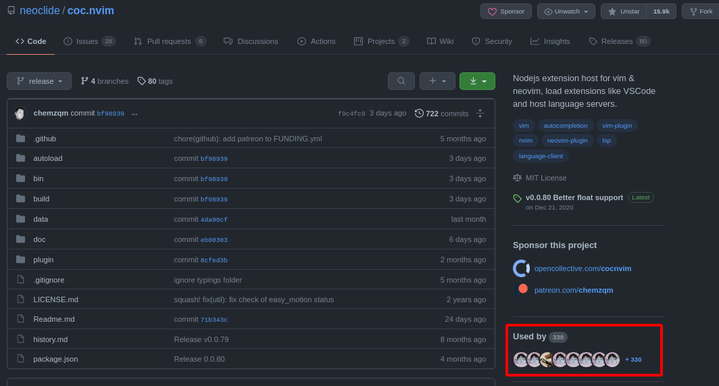 neoclide / coc.nvim
Sponsor
Unwatch
Unstar 15.9k
Fork
Code
Issues 28
Pull requests 6
Discussions
Actions
Projects 2
Wiki
Security
Insights
Releases 80
release
4 branches
80 tags
chemzqm commit bf98939 ...
3 days ago
722 commits
.github chore(github): add patreon to FUNDING.yml 5 months ago
autoload commit bf98939 3 days ago
bin commit bf98939 3 days ago
build commit bf98939 3 days ago
data commit 4da98cf last month
doc commit eb00303 6 days ago
plugin commit 8cfed3b 2 months ago
.gitignore ignore typings folder 5 months ago
LICENSE.md squash! fix(util): fix check of easy_motion status 2 years ago
Readme.md commit 71b343c 24 days ago
history.md Release v0.0.79 8 months ago
package.json Release 0.0.80 4 months ago
Nodejs extension host for vim &
neovim, load extensions like VSCode
and host language servers.
vim autocompletion vim-plugin
nvim neovim-plugin lsp
language-client
MIT License
v0.0.80 Better float support Latest
on Dec 21, 2020
Sponsor this project
opencollective.com/cocnvim
patreon.com/chemzqm
Used by 338
+ 330